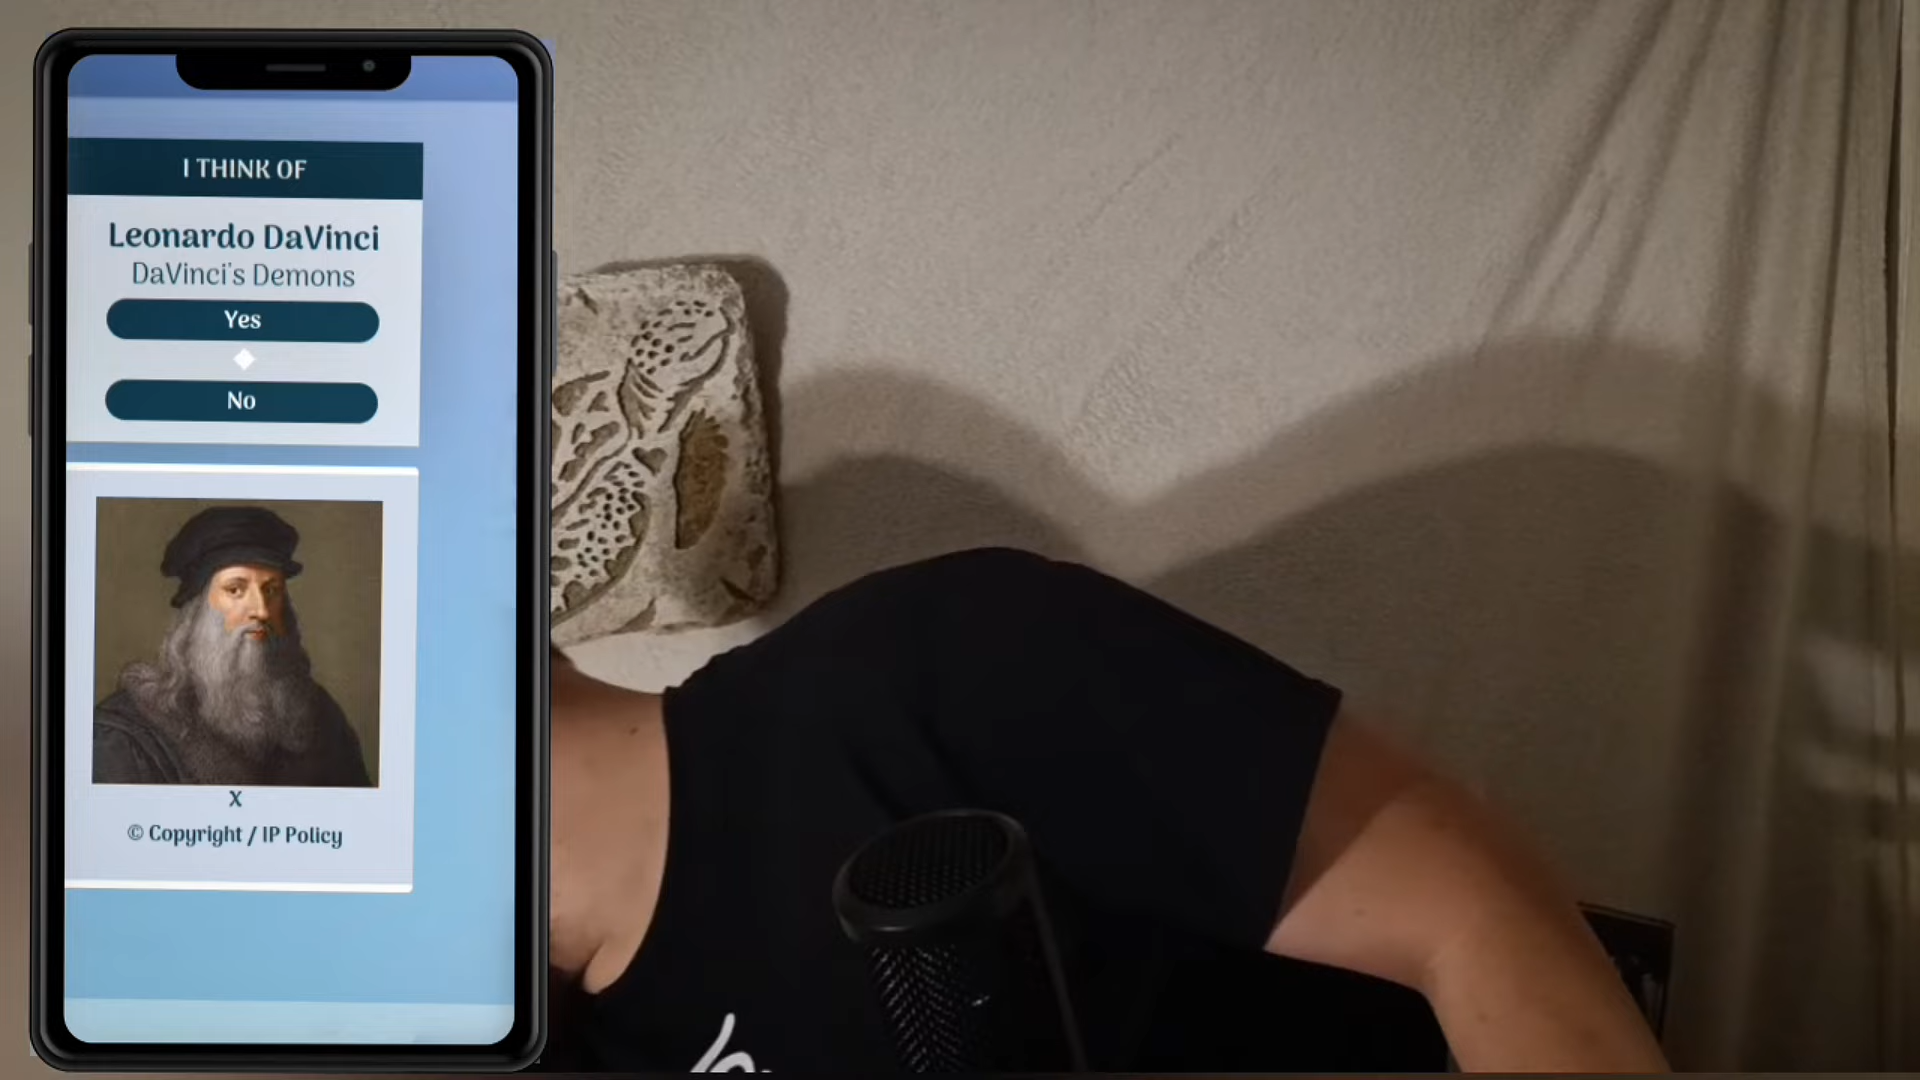 I THINK OF
Leonardo DaVinci
DaVinci's Demons
Yes
No
X
© Copyright / IP Policy